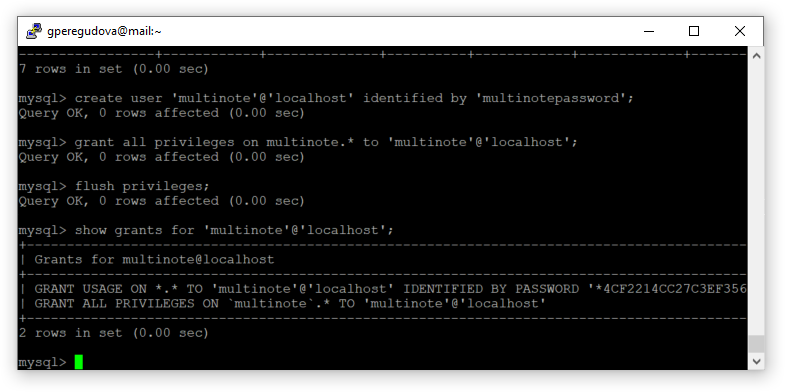 gperegudova@mail:~
----------------+-----------+-------------+---------+-----------+------------+-------
7 rows in set (0.00 sec)
mysql> create user 'multinote'@'localhost' identified by 'multinotepassword';
Query OK, 0 rows affected (0.00 sec)
mysql> grant all privileges on multinote.* to 'multinote'@'localhost';
Query OK, 0 rows affected (0.00 sec)
mysql> flush privileges;
Query OK, 0 rows affected (0.00 sec)
mysql> show grants for 'multinote'@'localhost';
+-------------------------------------------------------------------------------
| Grants for multinote@localhost
+-------------------------------------------------------------------------------
| GRANT USAGE ON *.* TO 'multinote'@'localhost' IDENTIFIED BY PASSWORD '*4CF2214CC27C3EF356
| GRANT ALL PRIVILEGES ON `multinote`.* TO 'multinote'@'localhost'
+-------------------------------------------------------------------------------
2 rows in set (0.00 sec)
mysql>